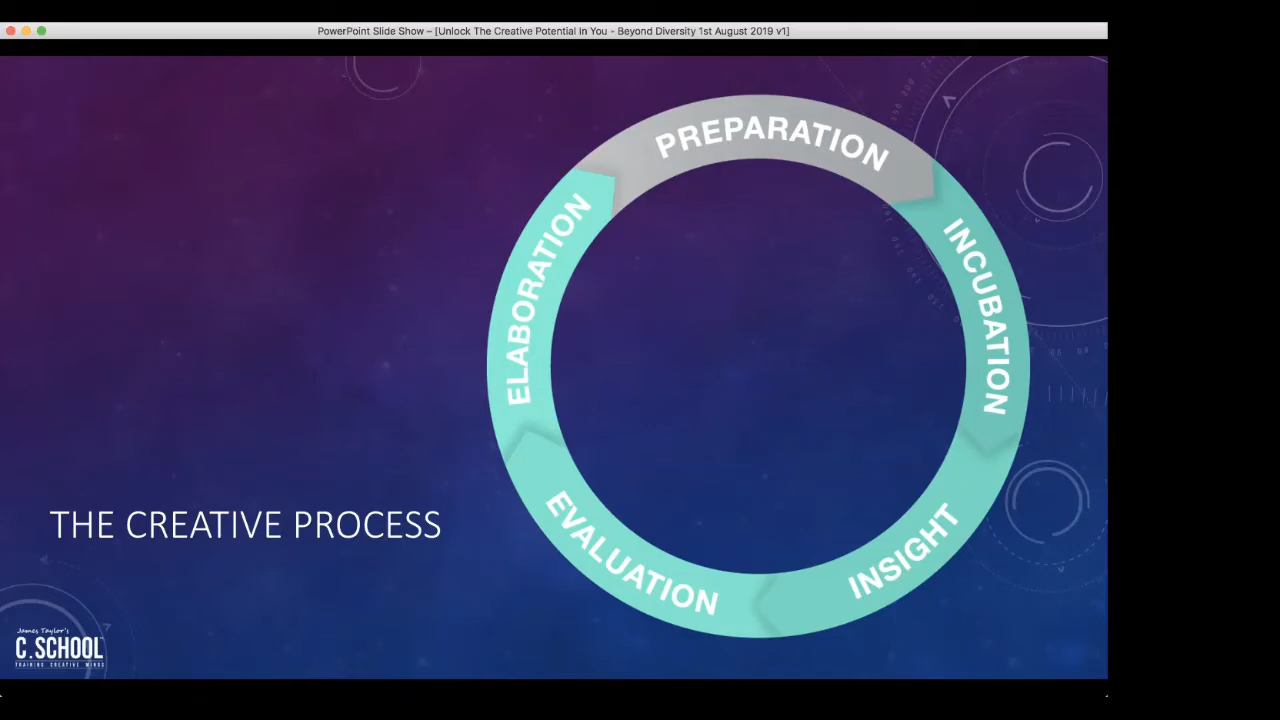 PowerPoint Slide Show – [Unlock The Creative Potential In You - Beyond Diversity 1st August 2019 v1]
PREPARATION
INCUBATION
INSIGHT
EVALUATION
ELABORATION
THE CREATIVE PROCESS
James Taylor's
C.SCHOOL
TRAINING CREATIVE MINDS